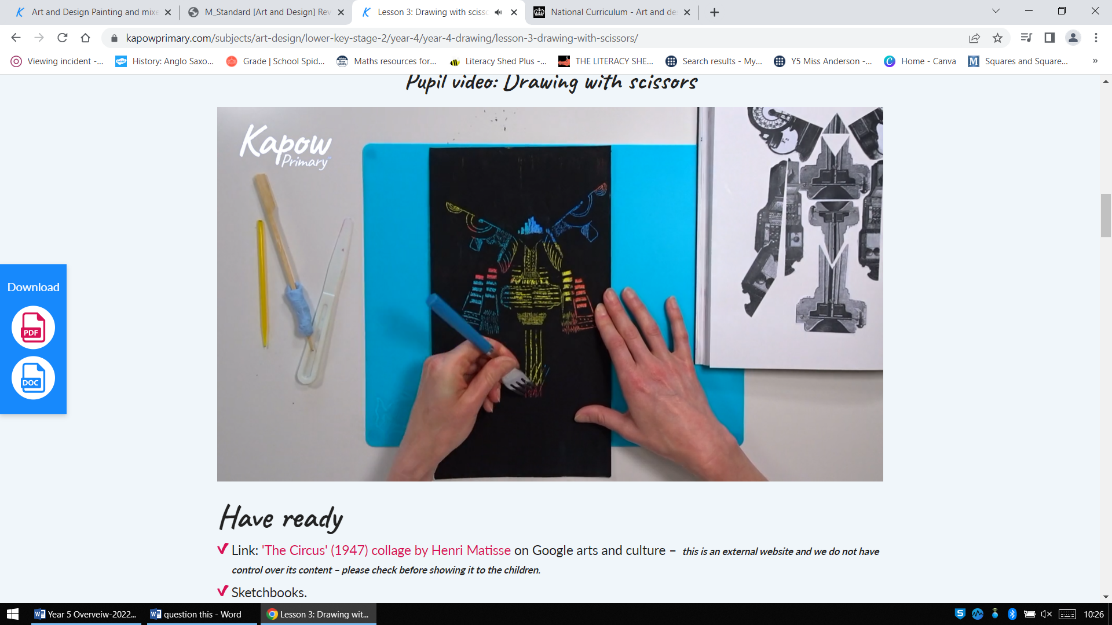 Art and Design Painting and mixe
M_Standard [Art and Design].Rev
Lesson 3: Drawing with sciss
National Curriculum - Art and de
kapowprimary.com/subjects/art-design/lower-key-stage-2/year-4/year-4-drawing/lesson-3-drawing-with-scissors/
Viewing incident -...
History: Anglo Saxo...
Grade | School Spid...
Maths resources for...
Literacy Shed Plus -...
THE LITERACY SHE...
Search results - My...
Y5 Miss Anderson -...
Home - Canva
Squares and Square...
Pupil video: Drawing with scissors
Kapow
Primary
Download
PDF
DOC
Have ready
Link: 'The Circus' (1947) collage by Henri Matisse on Google arts and culture – this is an external website and we do not have
control over its content – please check before showing it to the children.
Sketchbooks.
Year 5 Overveiw-2022...
question this - Word
Lesson 3: Drawing wit...
10:26